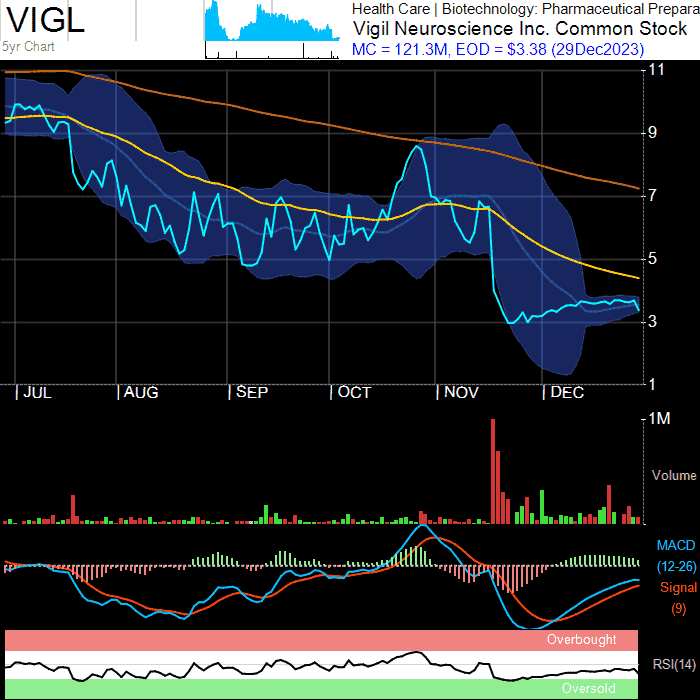 VIGL
5yr Chart
Health Care | Biotechnology: Pharmaceutical Prepara
Vigil Neuroscience Inc. Common Stock
MC = 121.3M, EOD = $3.38 (29Dec2023)
11
9
7
5
3
1
JUL AUG SEP OCT NOV DEC
1M
Volume
MACD
(12-26)
Signal
(9)
Overbought
RSI(14)
Oversold